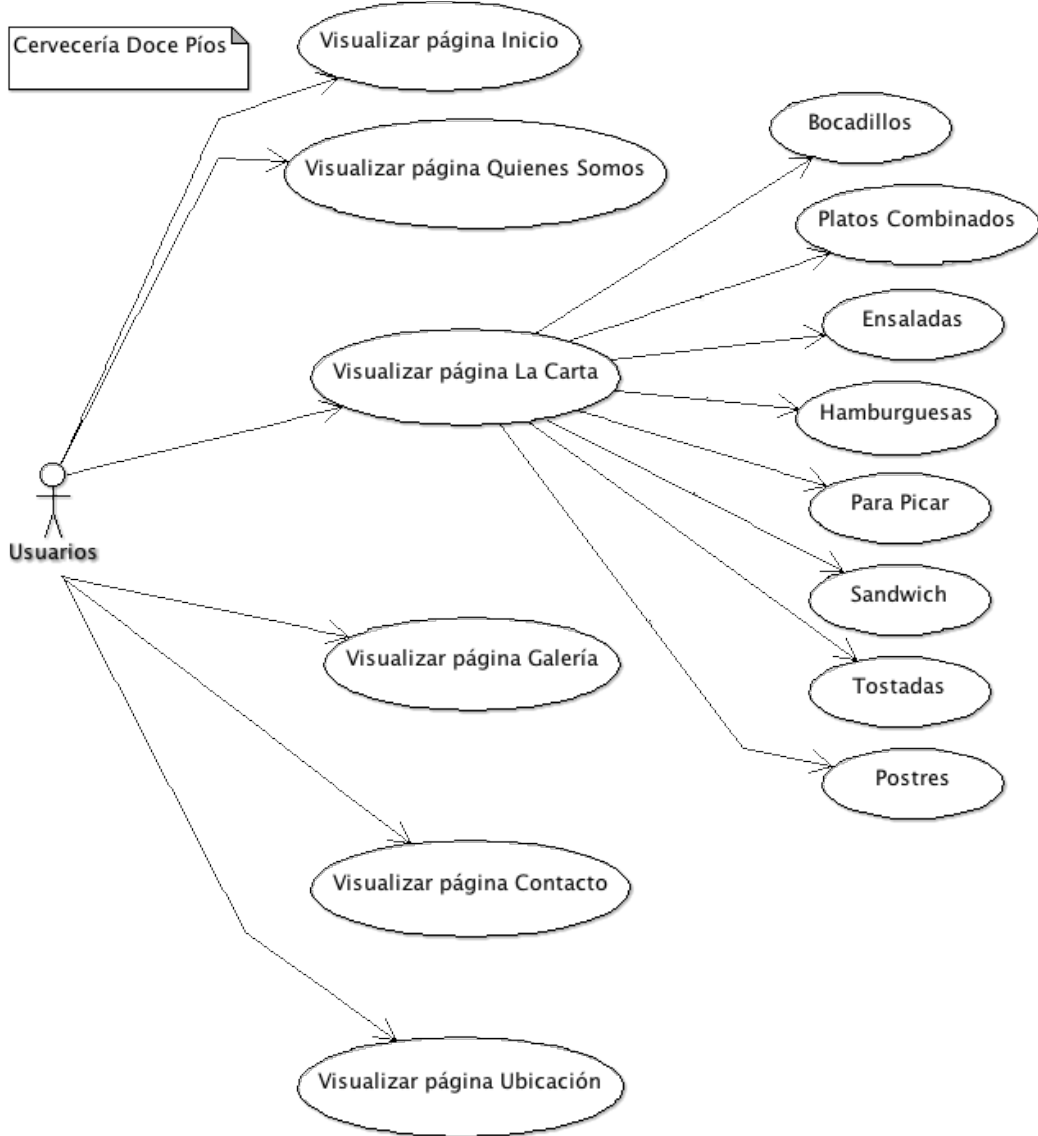 Cervecería Doce Píos
Visualizar página Inicio
Visualizar página Quienes Somos
Bocadillos
Platos Combinados
Ensaladas
Visualizar página La Carta
Hamburguesas
Para Picar
Usuarios
Sandwich
Visualizar página Galería
Tostadas
Postres
Visualizar página Contacto
Visualizar página Ubicación